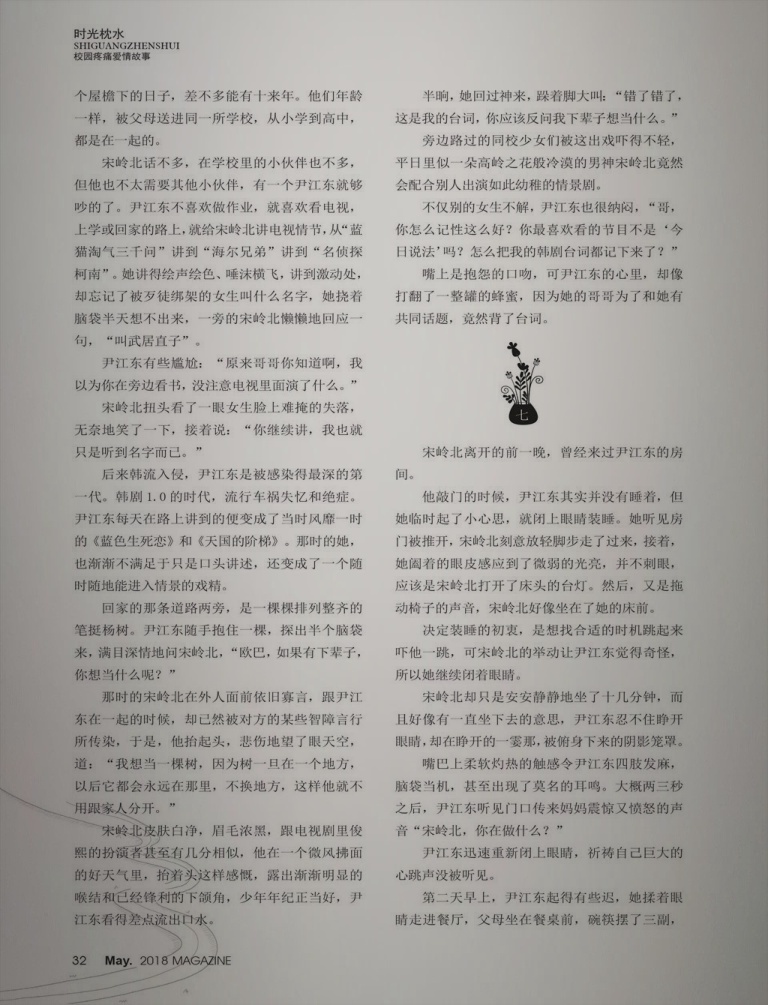 时光枕水
SHIGUANGZHENSHUI
校园疼痛爱情故事
个屋檐下的日子，差不多能有十来年。他们年龄
一样，被父母送进同一所学校，从小学到高中，
都是在一起的。
宋岭北话不多，在学校里的小伙伴也不多，
但他也不太需要其他小伙伴，有一个尹江东就够
吵的了。尹江东不喜欢做作业，就喜欢看电视，
上学或回家的路上，就给宋岭北讲电视情节，从“蓝
猫淘气三千问”讲到“海尔兄弟”讲到“名侦探
柯南”。她讲得绘声绘色、唾沫横飞，讲到激动处，
却忘记了被歹徒绑架的女生叫什么名字，她挠着
脑袋半天想不出来，一旁的宋岭北懒懒地回应一
句，“叫武居直子”。
尹江东有些尴尬：“原来哥哥你知道啊，我
以为你在旁边看书，没注意电视里面演了什么。”
宋岭北扭头看了一眼女生脸上难掩的失落，
无奈地笑了一下，接着说：“你继续讲，我也就
只是听到名字而已。”
后来韩流入侵，尹江东是被感染得最深的第
一代。韩剧1.0的时代，流行车祸失忆和绝症。
尹江东每天在路上讲到的便变成了当时风靡一时
的《蓝色生死恋》和《天国的阶梯》。那时的她，
也渐渐不满足于只是口头讲述，还变成了一个随
时随地能进入情景的戏精。
回家的那条道路两旁，是一棵棵排列整齐的
笔挺杨树。尹江东随手抱住一棵，探出半个脑袋
来，满目深情地问宋岭北，“欧巴，如果有下辈子，
你想当什么呢？”
那时的宋岭北在外人面前依旧寡言，跟尹江
东在一起的时候，却已然被对方的某些智障言行
所传染，于是，他抬起头，悲伤地望了眼天空，
道：“我想当一棵树，因为树一旦在一个地方，
以后它都会永远在那里，不换地方，这样他就不
用跟家人分开。”
宋岭北皮肤白净，眉毛浓黑，跟电视剧里俊
熙的扮演者甚至有几分相似，他在一个微风拂面
的好天气里，抬着头这样感慨，露出渐渐明显的
喉结和已经锋利的下颌角，少年年纪正当好，尹
江东看得差点流出口水。
半晌，她回过神来，跺着脚大叫：“错了错了，
这是我的台词，你应该反问我下辈子想当什么。”
旁边路过的同校少女们被这出戏吓得不轻，
平日里似一朵高岭之花般冷漠的男神宋岭北竟然
会配合别人出演如此幼稚的情景剧。
不仅别的女生不解，尹江东也很纳闷，“哥，
你怎么记性这么好？你最喜欢看的节目不是‘今
日说法’吗？怎么把我的韩剧台词都记下来了？”
嘴上是抱怨的口吻，可尹江东的心里，却像
打翻了一整罐的蜂蜜，因为她的哥哥为了和她有
共同话题，竟然背了台词。
七
宋岭北离开的前一晚，曾经来过尹江东的房
间。
他敲门的时候，尹江东其实并没有睡着，但
她临时起了小心思，就闭上眼睛装睡。她听见房
门被推开，宋岭北刻意放轻脚步走了过来，接着，
她阖着的眼皮感应到了微弱的光亮，并不刺眼，
应该是宋岭北打开了床头的台灯。然后，又是拖
动椅子的声音，宋岭北好像坐在了她的床前。
决定装睡的初衷，是想找合适的时机跳起来
吓他一跳，可宋岭北的举动让尹江东觉得奇怪，
所以她继续闭着眼睛。
宋岭北却只是安安静静地坐了十几分钟，而
且好像有一直坐下去的意思，尹江东忍不住睁开
眼睛，却在睁开的一霎那，被俯身下来的阴影笼罩。
嘴巴上柔软灼热的触感令尹江东四肢发麻，
脑袋当机，甚至出现了莫名的耳鸣。大概两三秒
之后，尹江东听见门口传来妈妈震惊又愤怒的声
音“宋岭北，你在做什么？”
尹江东迅速重新闭上眼睛，祈祷自己巨大的
心跳声没被听见。
第二天早上，尹江东起得有些迟，她揉着眼
睛走进餐厅，父母坐在餐桌前，碗筷摆了三副，
32 May. 2018 MAGAZINE